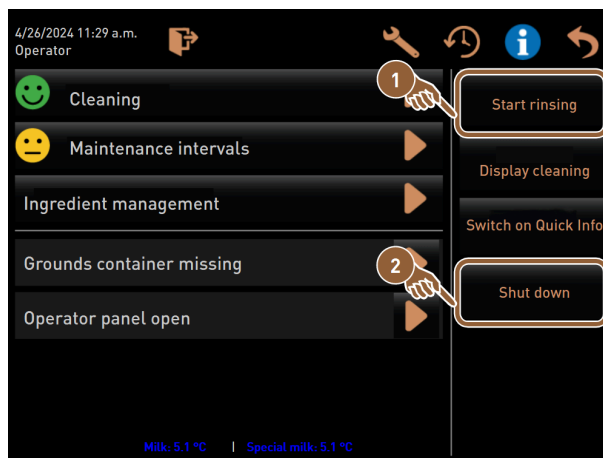 4/26/2024 11:29 a.m.
Operator
1
Cleaning
Start rinsing
Maintenance intervals
Display cleaning
Ingredient management
Switch on Quick Info
Grounds container missing
2
Shut down
Operator panel open
Milk: 5.1 °C | Special milk: 5.1 °C